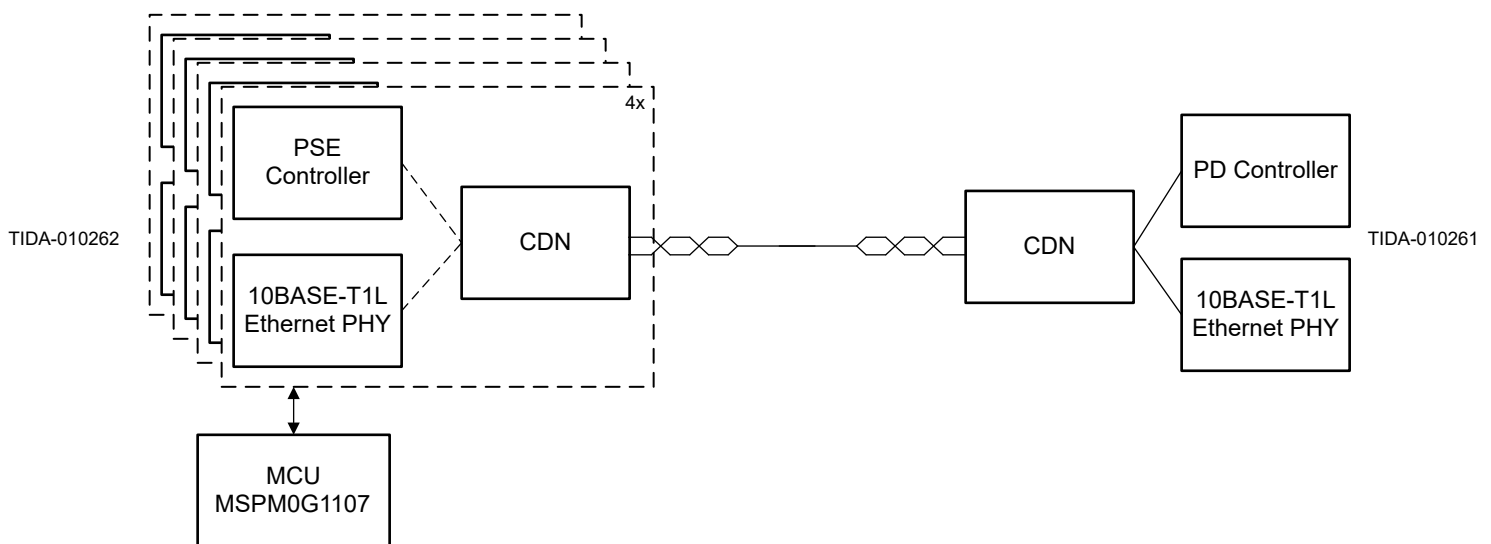 4x
PSE
Controller
CDN
10BASE-T1L
Ethernet PHY
TIDA-010262
MCU
MSPM0G1107
CDN
PD Controller
10BASE-T1L
Ethernet PHY
TIDA-010261